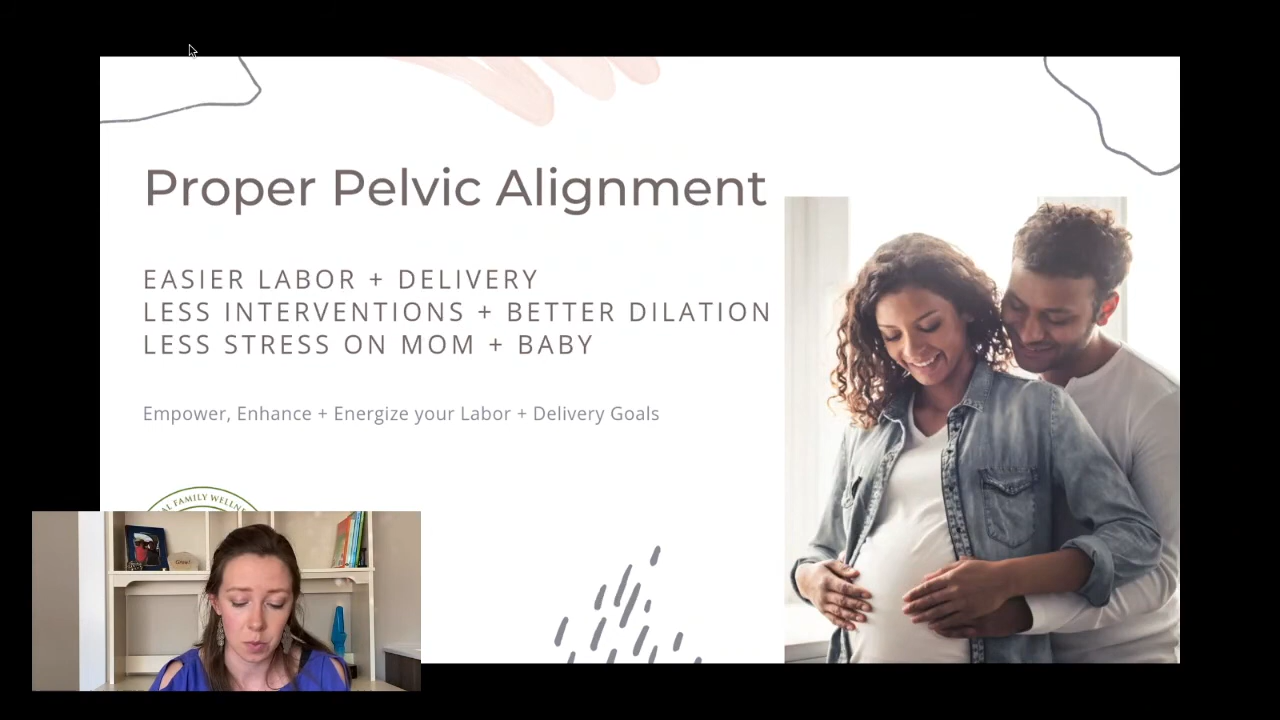 Proper Pelvic Alignment
EASIER LABOR + DELIVERY
LESS INTERVENTIONS + BETTER DILATION
LESS STRESS ON MOM + BABY
Empower, Enhance + Energize your Labor + Delivery Goals
FAMILY